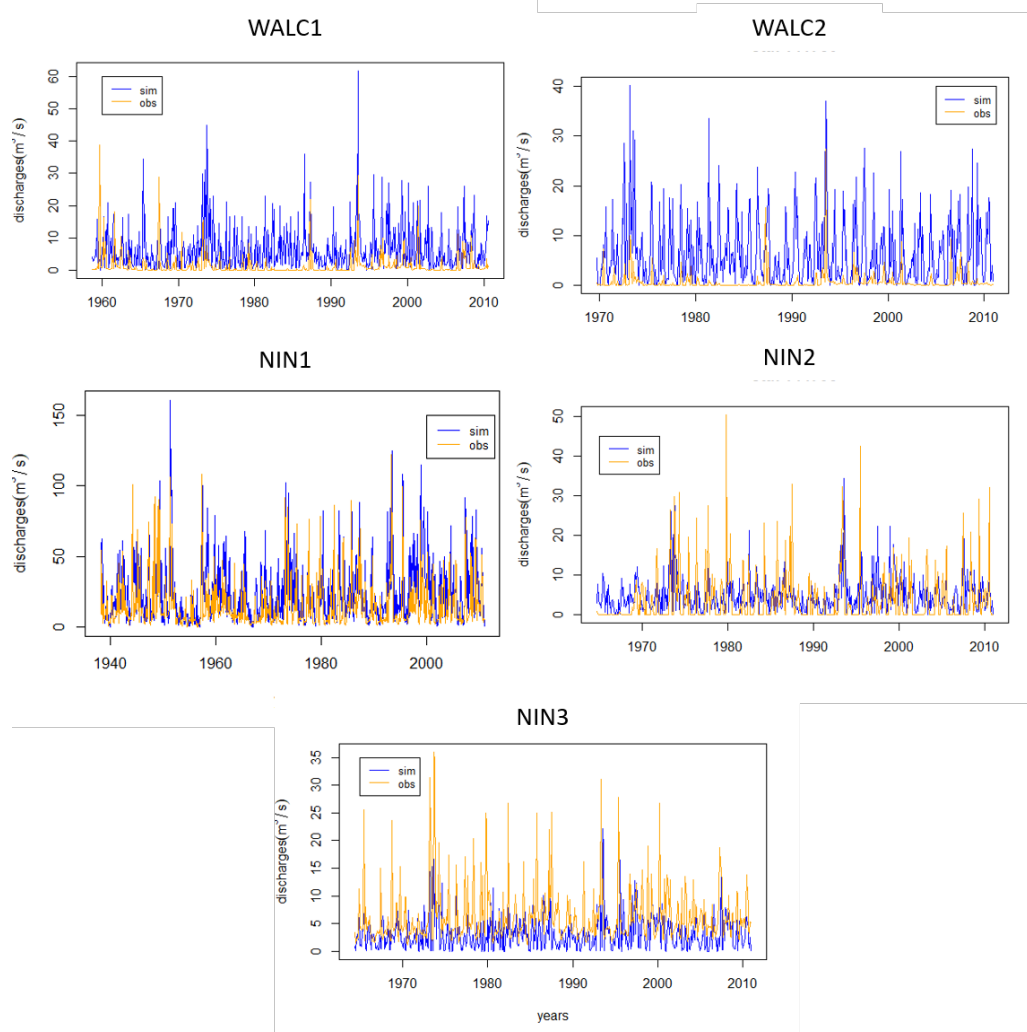 WALC1
WALC2
discharges(m³/s)
60
50
40
30
20
10
0
sim
obs
1960 1970 1980 1990 2000 2010
discharges(m³/s)
40
30
20
10
0
sim
obs
1970 1980 1990 2000 2010
NIN1
NIN2
discharges(m³/s)
150
100
50
0
sim
obs
1940 1960 1980 2000
discharges(m³/s)
50
40
30
20
10
0
sim
obs
1970 1980 1990 2000 2010
NIN3
discharges(m³/s)
35
30
25
20
15
10
5
0
sim
obs
1970 1980 1990 2000 2010
years